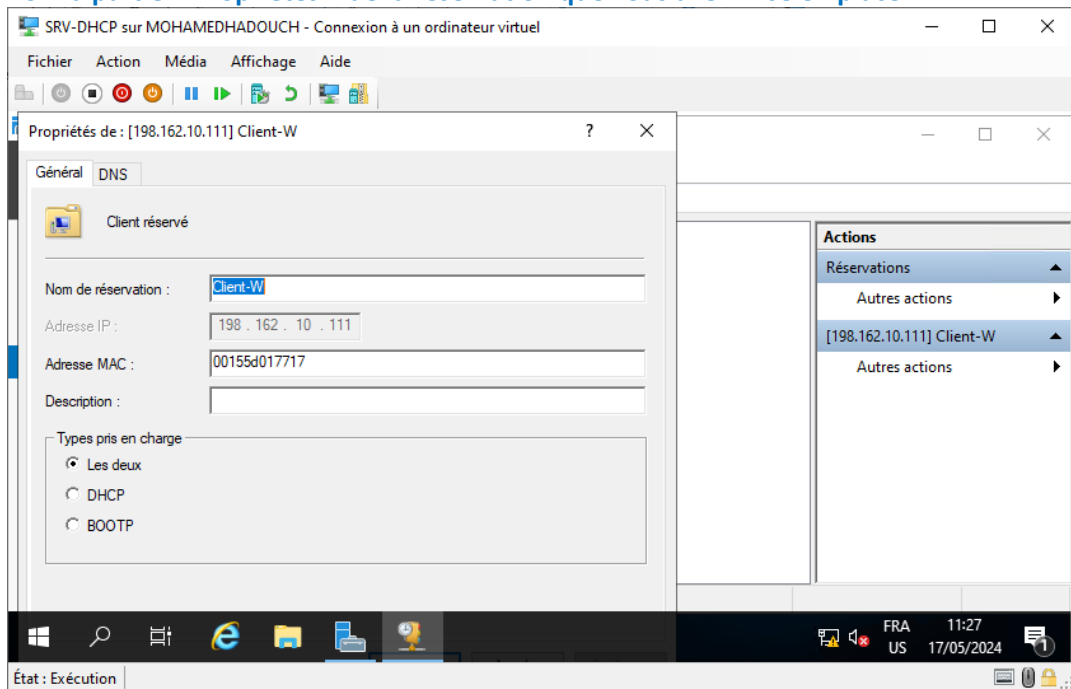 SRV-DHCP sur MOHAMEDHADOUCH - Connexion à un ordinateur virtuel
Fichier Action Média Affichage Aide
Propriétés de : [198.162.10.111] Client-W ?
Général DNS
Client réservé
Nom de réservation : Client-W
Adresse IP : 198 . 162 . 10 . 111
Adresse MAC : 00155d017717
Description :
Types pris en charge
Les deux
DHCP
BOOTP
Actions
Réservations
Autres actions
[198.162.10.111] Client-W
Autres actions
FRA
US
11:27
17/05/2024
1
État : Exécution